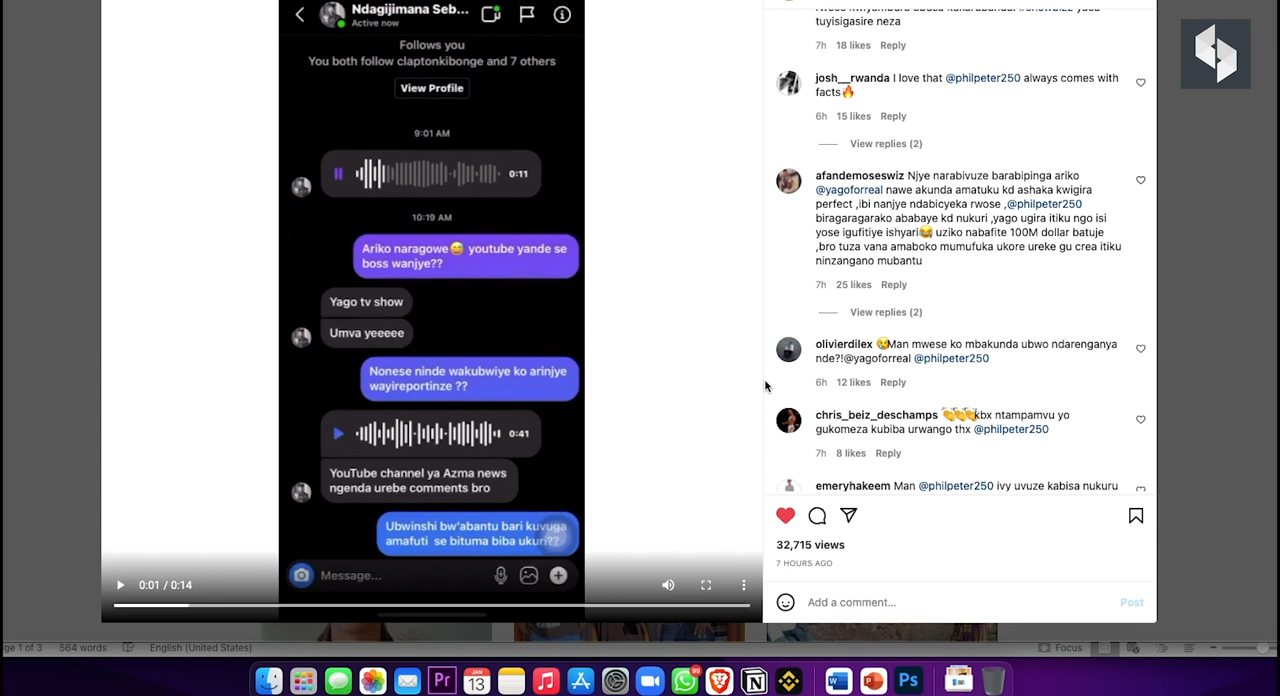 Ndagijimana Seb...
Active now
Follows you
You both follow claptonkibonge and 7 others
View Profile
9:01 AM
0:11
10:19 AM
Ariko naragowe😅 youtube yande se
boss wanjye??
Yago tv show
Umva yeeeee
Nonese ninde wakubwiye ko arinjye
wayireportinze ??
0:41
YouTube channel ya Azma news
ngenda urebe comments bro
Ubwinshi bw'abantu bari kuvuga
amafuti se bituma biba ukuri??
Message...
0:01 / 0:14
tuyisigasire neza
7h 18 likes Reply
josh__rwanda I love that @philpeter250 always comes with
facts🔥
6h 15 likes Reply
View replies (2)
afandemoseswiz Njye narabivuze barabipinga ariko
@yagoforreal nawe akunda amatuku kd ashaka kwigira
perfect ,ibi nanjye ndabicyeka rwose ,@philpeter250
biragaragarako ababaye kd nukuri ,yago ugira itiku ngo isi
yose igufitiye ishyari😂 uziko nabafite 100M dollar batuje
,bro tuza vana amaboko mumufuka ukore ureke gu crea itiku
ninzangano mubantu
7h 25 likes Reply
View replies (2)
olivierdilex 😢Man mwese ko mbakunda ubwo ndarenganya
nde?!@yagoforreal @philpeter250
6h 12 likes Reply
chris_beiz_deschamps 👏👏👏kbx ntampamvu yo
gukomeza kubiba urwango thx @philpeter250
7h 8 likes Reply
emeryhakeem Man @philpeter250 ivy uvuze kabisa nukuru
32,715 views
7 HOURS AGO
Add a comment...
Post
ge 1 of 3 564 words English (United States) Focus
JAN
13
99
Pr
W
P
Ps